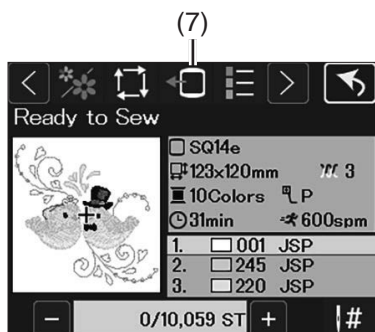 (7)
Ready to Sew
SQ14e
123x120mm 3
10Colors P
31min 600spm
1. 001 JSP
2. 245 JSP
3. 220 JSP
− 0/10,059 ST + #